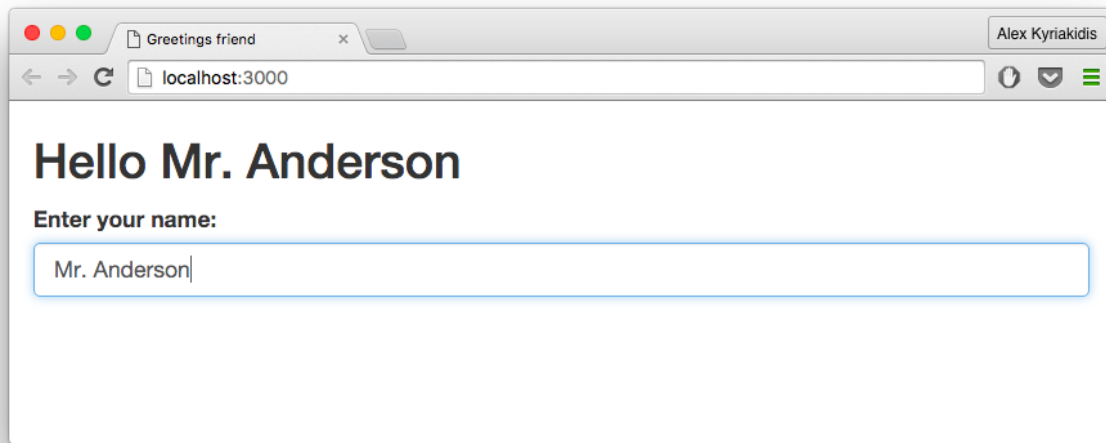 Greetings friend
Alex Kyriakidis
localhost:3000
Hello Mr. Anderson
Enter your name:
Mr. Anderson